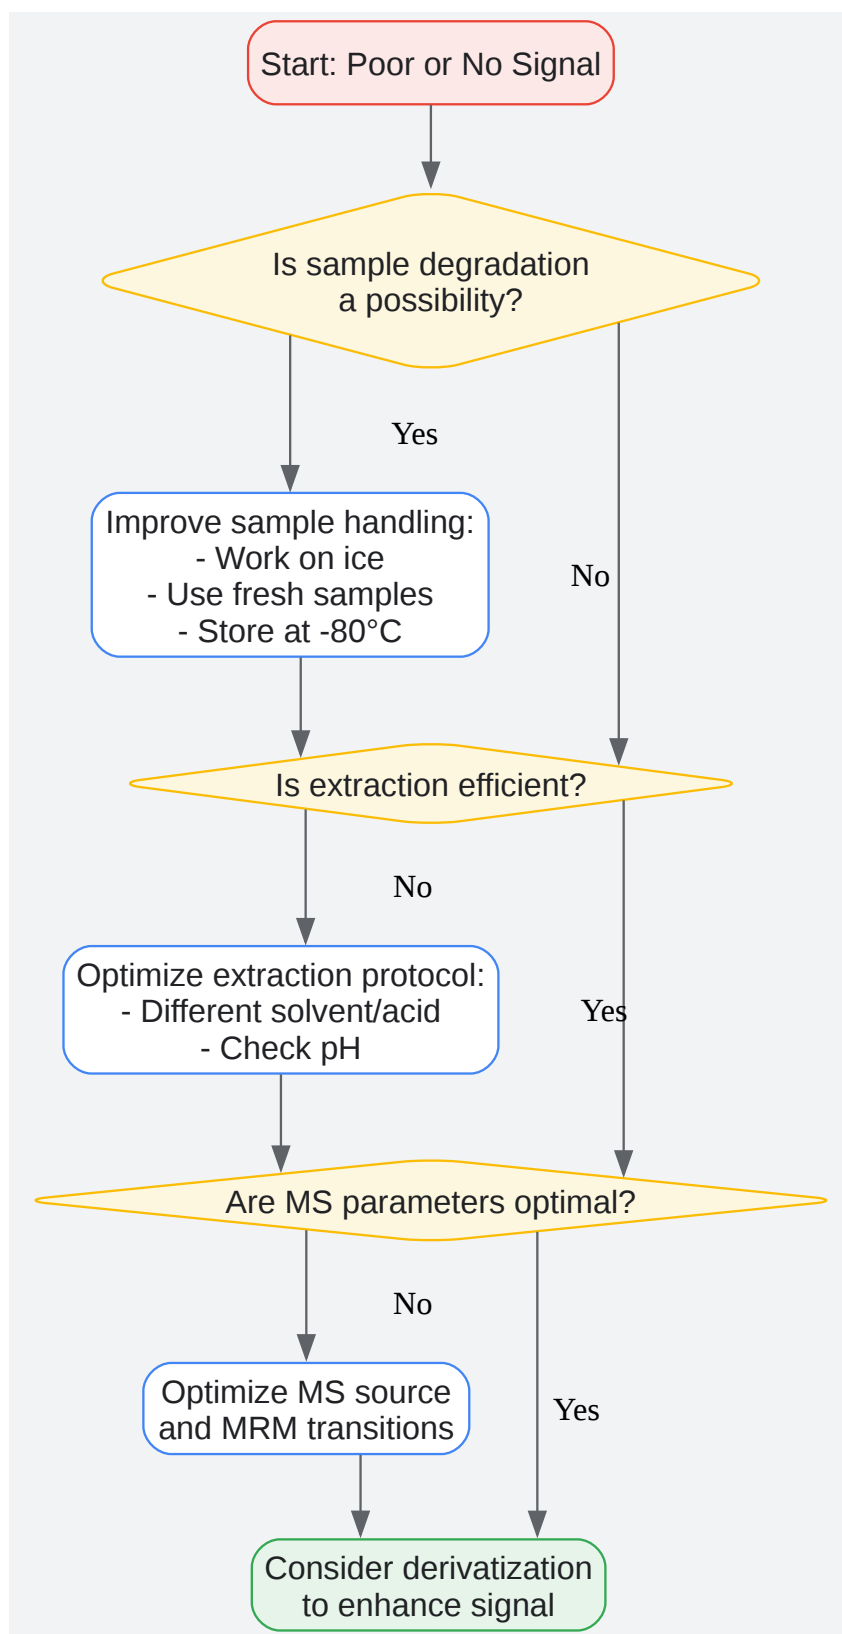 Start: Poor or No Signal
Is sample degradation
a possibility?
Yes
Improve sample handling:
- Work on ice
- Use fresh samples
- Store at -80°C
No
Is extraction efficient?
No
Optimize extraction protocol:
- Different solvent/acid
- Check pH
Yes
Are MS parameters optimal?
No
Optimize MS source
and MRM transitions
Yes
Consider derivatization
to enhance signal